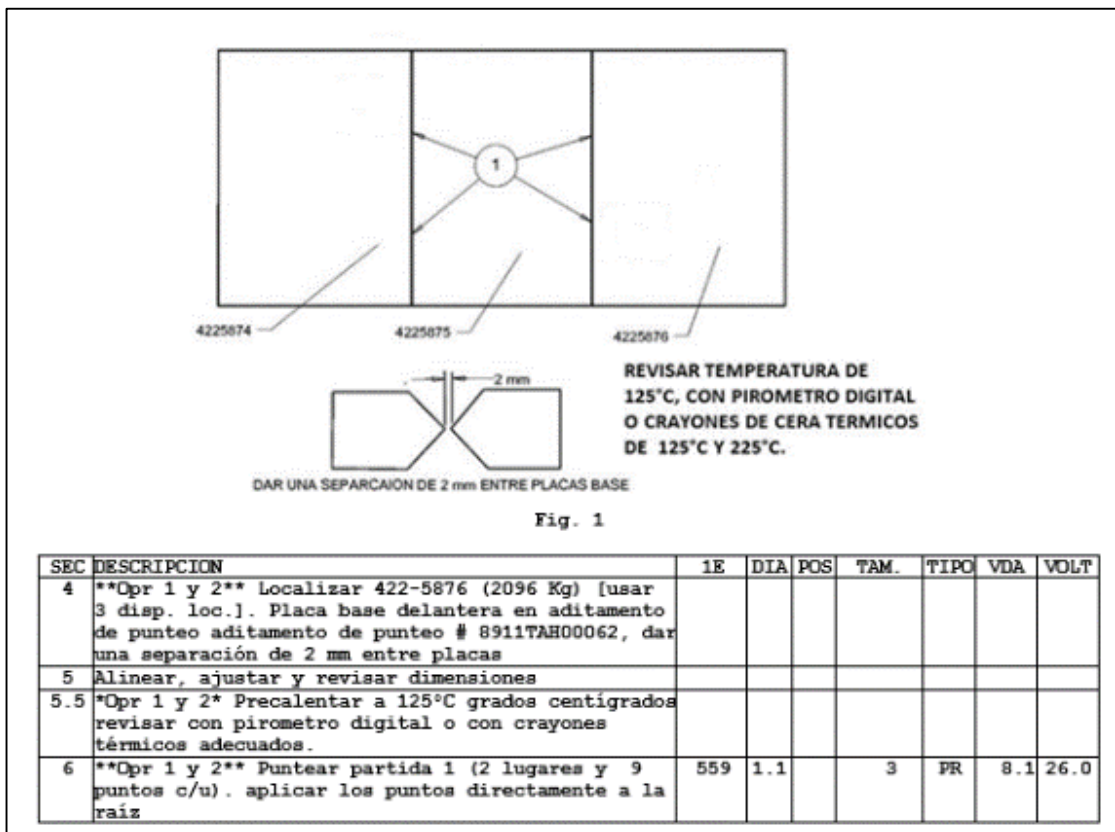 1
4225874
4225875
4225876
2 mm
REVISAR TEMPERATURA DE
125°C, CON PIROMETRO DIGITAL
O CRAYONES DE CERA TERMICOS
DE 125°C Y 225°C.
DAR UNA SEPARCAION DE 2 mm ENTRE PLACAS BASE
Fig. 1
SEC DESCRIPCION 1E DIA POS TAM. TIPO VDA VOLT
4 **Opr 1 y 2** Localizar 422-5876 (2096 Kg) [usar
3 disp. loc.]. Placa base delantera en aditamento
de punteo aditamento de punteo # 8911TAH00062, dar
una separación de 2 mm entre placas
5 Alinear, ajustar y revisar dimensiones
5.5 *Opr 1 y 2* Precalentar a 125°C grados centígrados
revisar con pirometro digital o con crayones
térmicos adecuados.
6 **Opr 1 y 2** Puntear partida 1 (2 lugares y 9 559 1.1 3 PR 8.1 26.0
puntos c/u). aplicar los puntos directamente a la
raíz